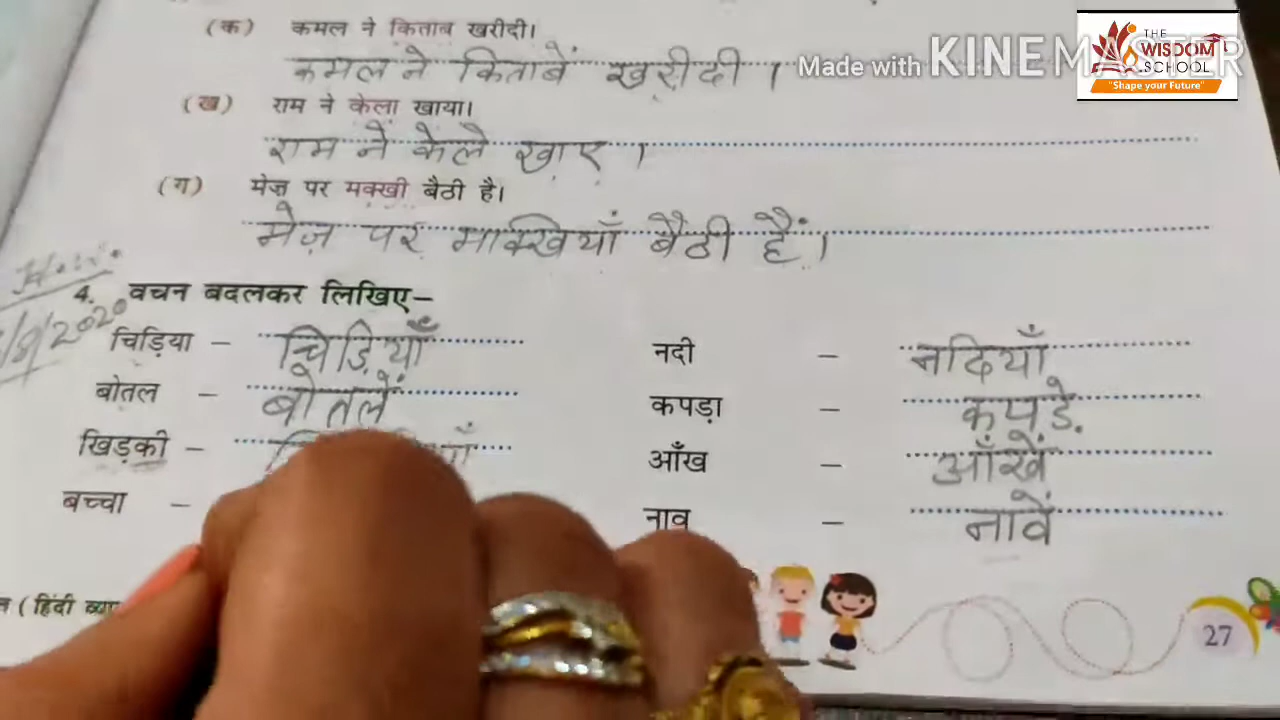 (क) कमल ने किताब खरीदी।
कमल ने किताबें खरीदी ।
(ख) राम ने केला खाया।
राम ने केले खाए ।
(ग) मेज़ पर मक्खी बैठी है।
मेज़ पर माक्खियाँ बैठी हैं।
4. वचन बदलकर लिखिए–
चिड़िया – चिड़ियाँ
नदी – नदियाँ
बोतल – बोतलें
कपड़ा – कपड़े
खिड़की –
आँख – आँखें
बच्चा –
नाव – नावें
(हिंदी
27
Made with KINEMASTER
THE WISDOM SCHOOL
"Shape your Future"